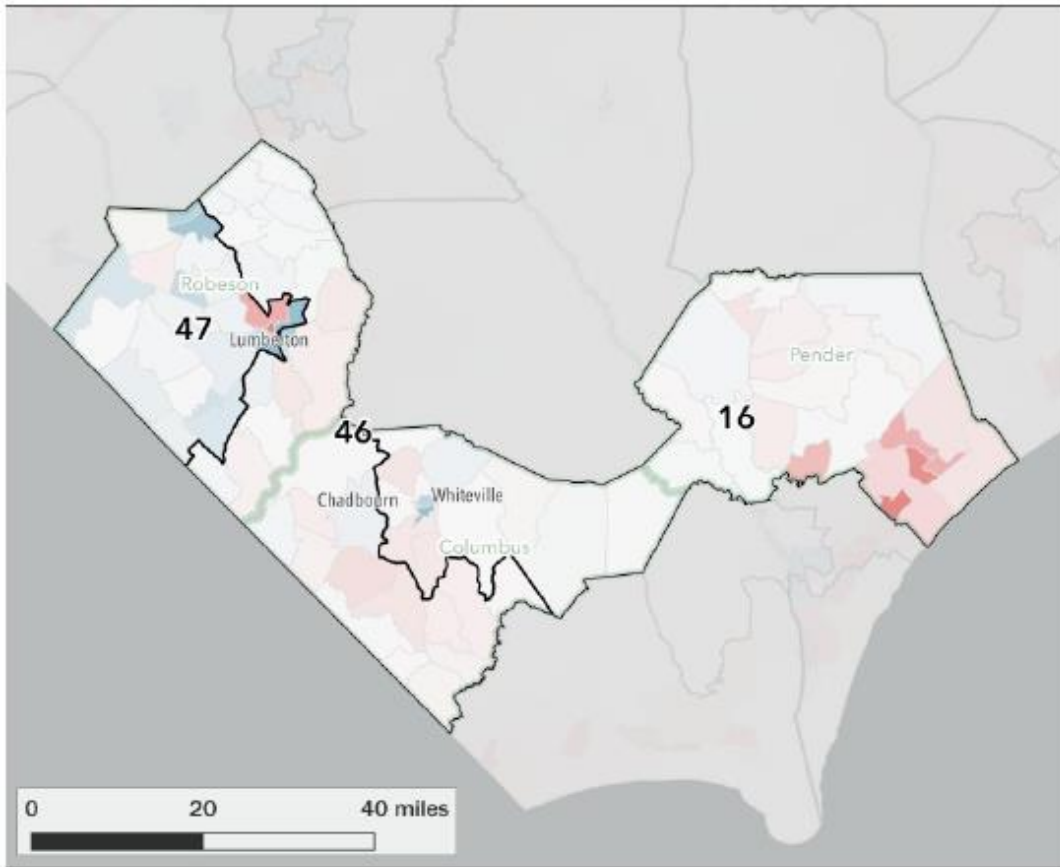 Robeson
47
Lumberton
Pender
16
46
Chadbourn
Whiteville
Columbus
0 20 40 miles